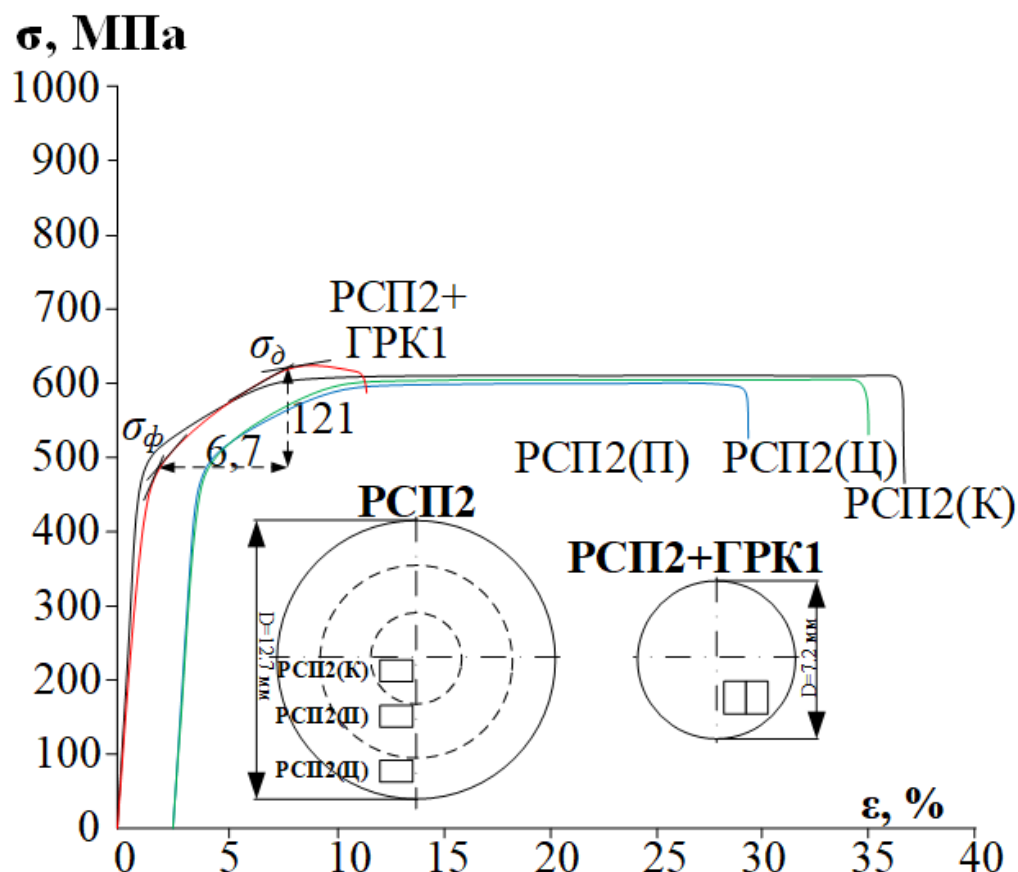 σ, МПа
1000
900
800
700
600
500
400
300
200
100
0
РСП2+
ГРК1
σд
σф
121
6,7
РСП2(П)
РСП2(Ц)
РСП2(К)
РСП2
D=12.7 мм
РСП2(К)
РСП2(П)
РСП2(Ц)
РСП2+ГРК1
D=7.2 мм
ε, %
0 5 10 15 20 25 30 35 40